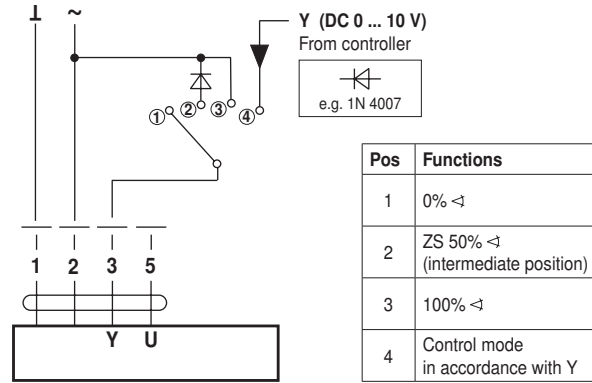 ⊥ ~
Y (DC 0 ... 10 V)
From controller
e.g. 1N 4007
① ② ③ ④
Pos Functions
1 0% ∢
2 ZS 50% ∢
(intermediate position)
3 100% ∢
4 Control mode
in accordance with Y
1 2 3 5
Y U